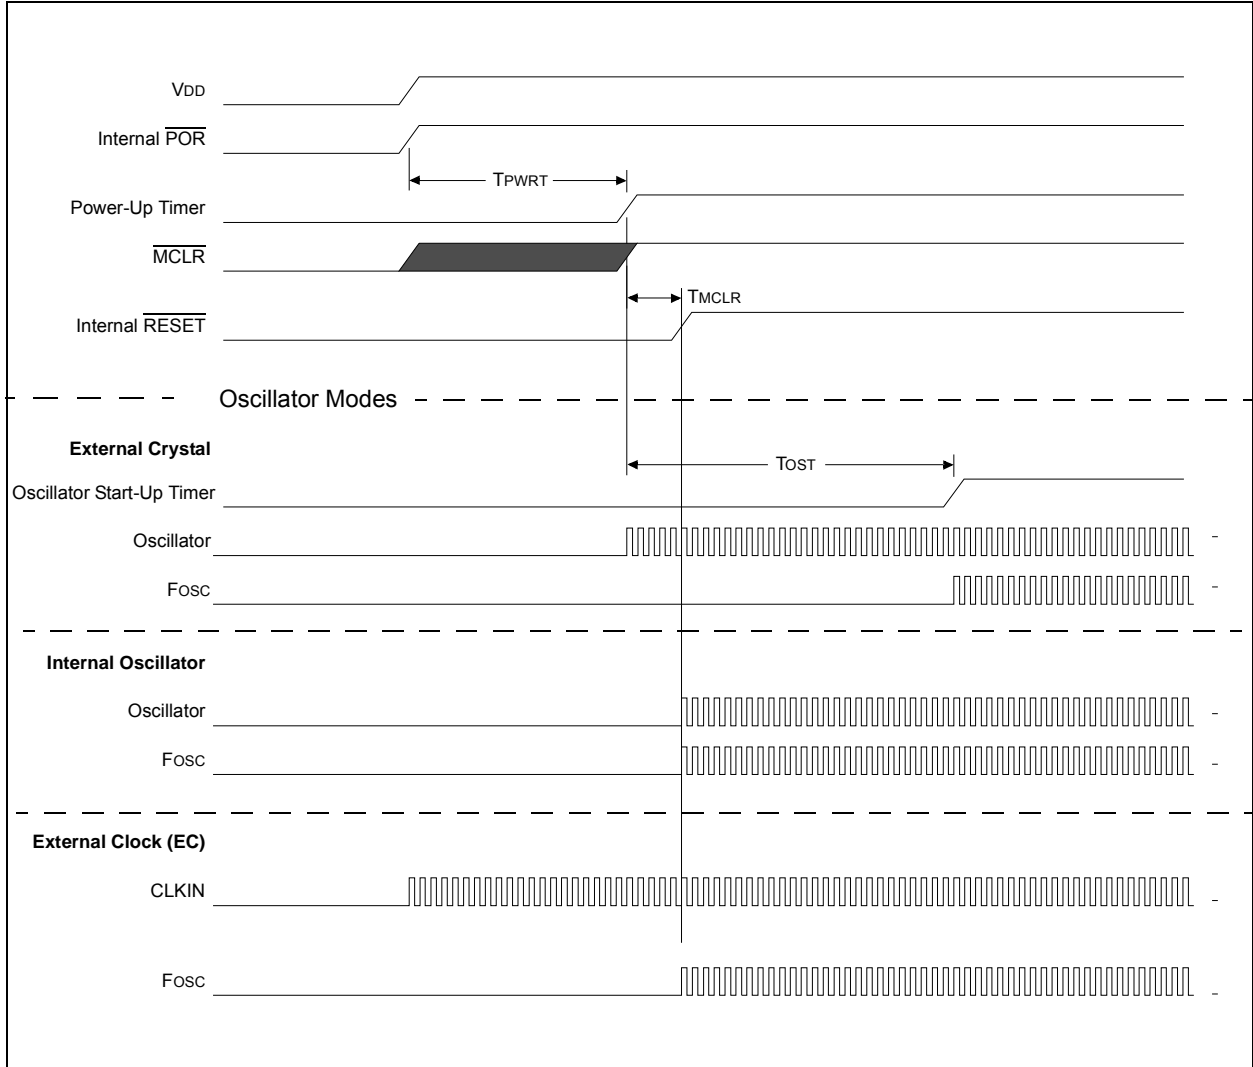 VDD
Internal POR
TPWRT
Power-Up Timer
MCLR
TMCLR
Internal RESET
Oscillator Modes
External Crystal
TOST
Oscillator Start-Up Timer
Oscillator
FOSC
Internal Oscillator
Oscillator
FOSC
External Clock (EC)
CLKIN
FOSC